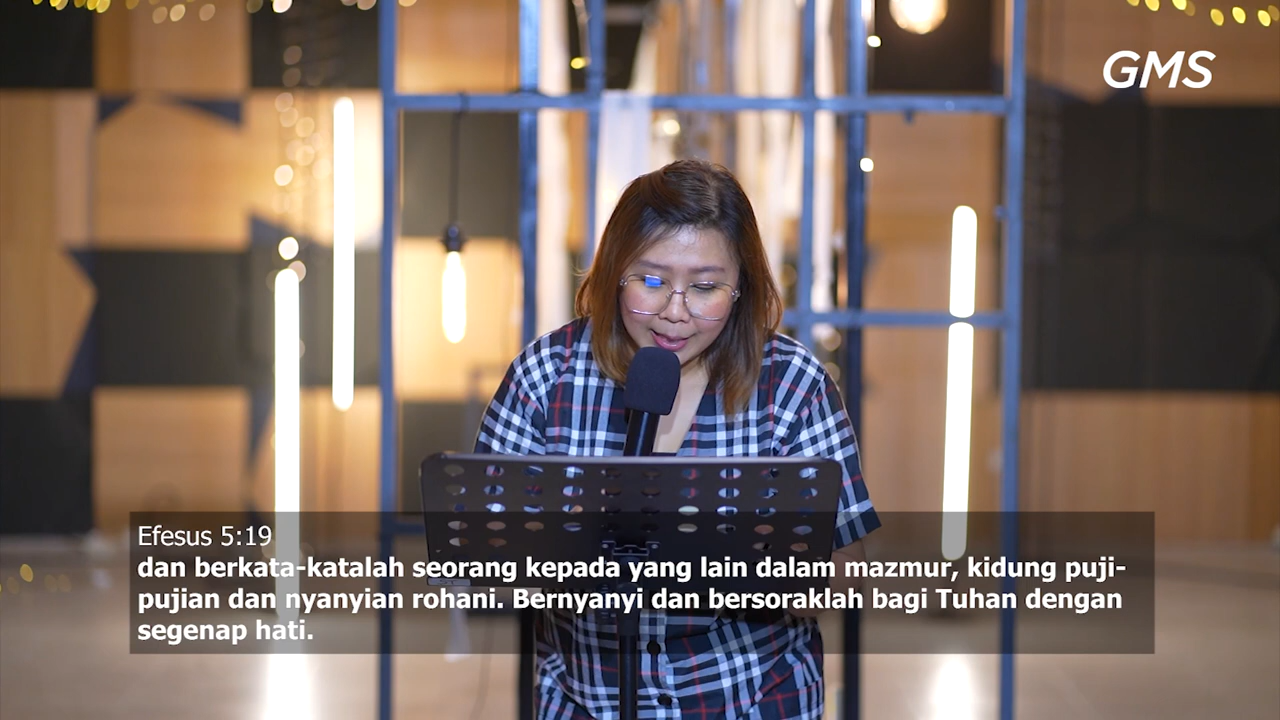 GMS
Efesus 5:19
dan berkata-katalah seorang kepada yang lain dalam mazmur, kidung puji-
pujian dan nyanyian rohani. Bernyanyi dan bersoraklah bagi Tuhan dengan
segenap hati.